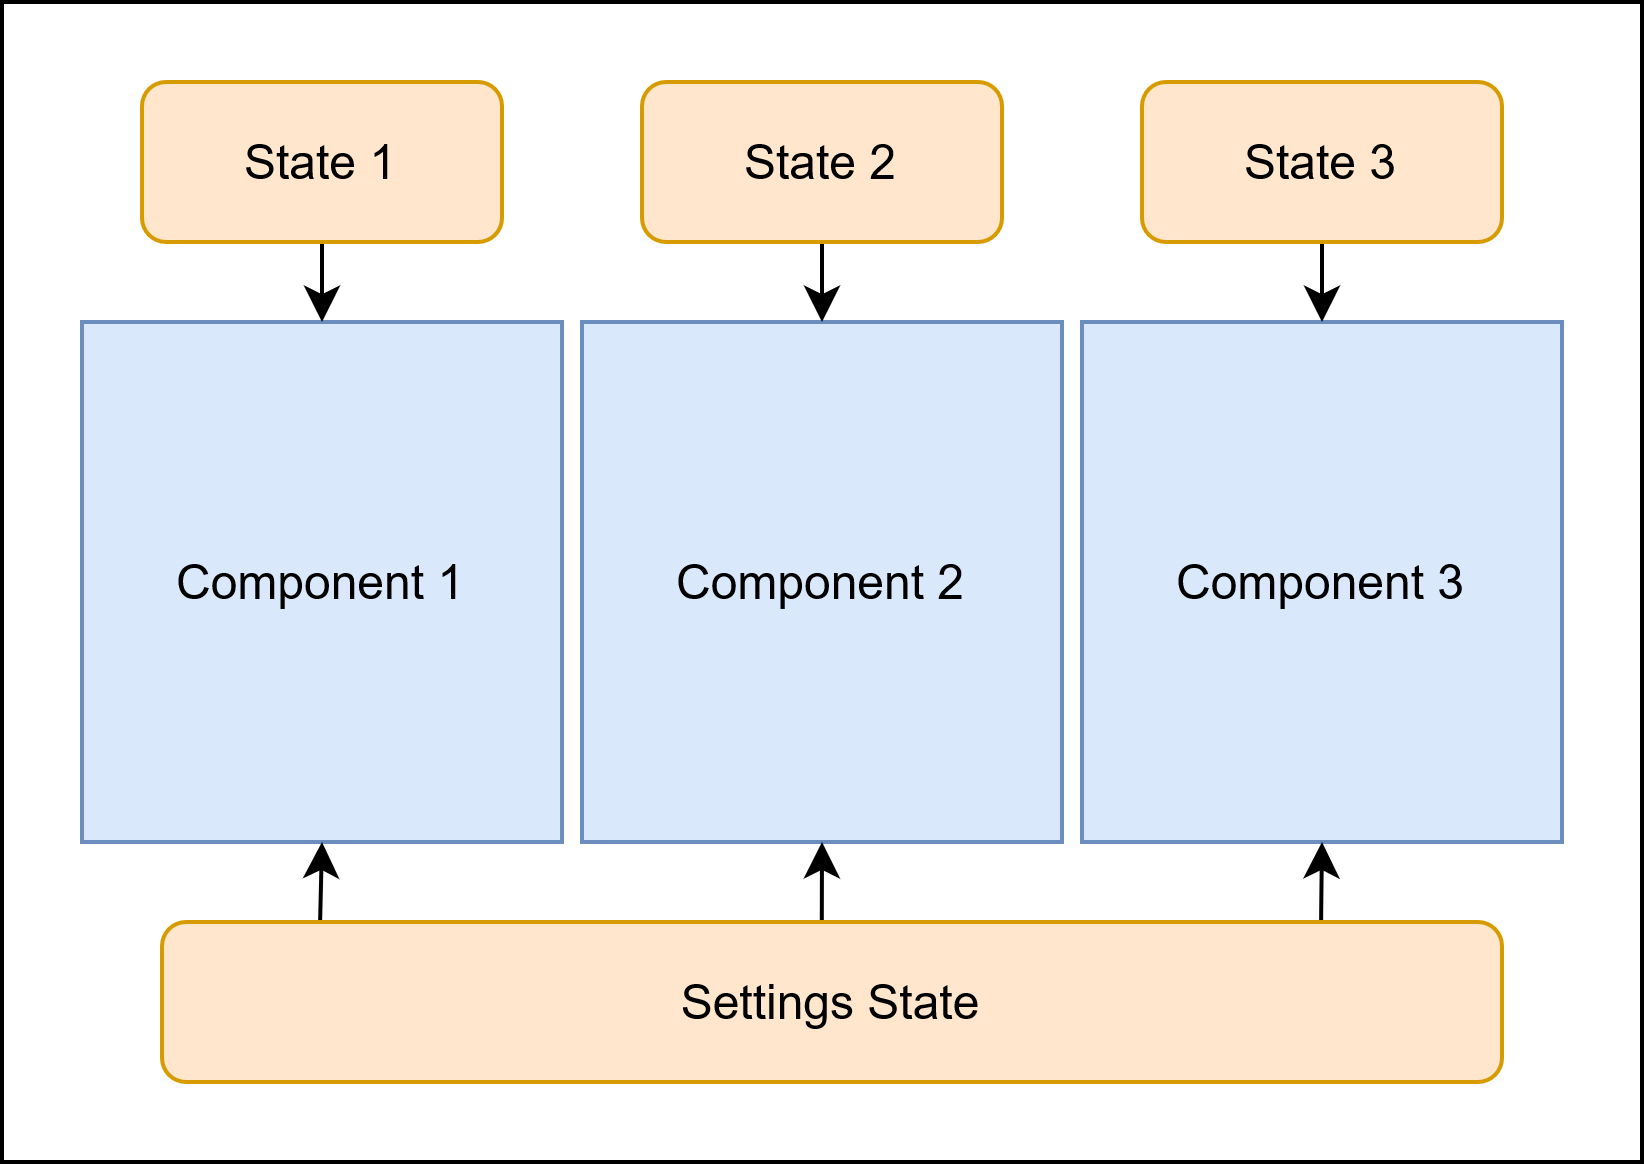 State 1
State 2
State 3
Component 1
Component 2
Component 3
Settings State